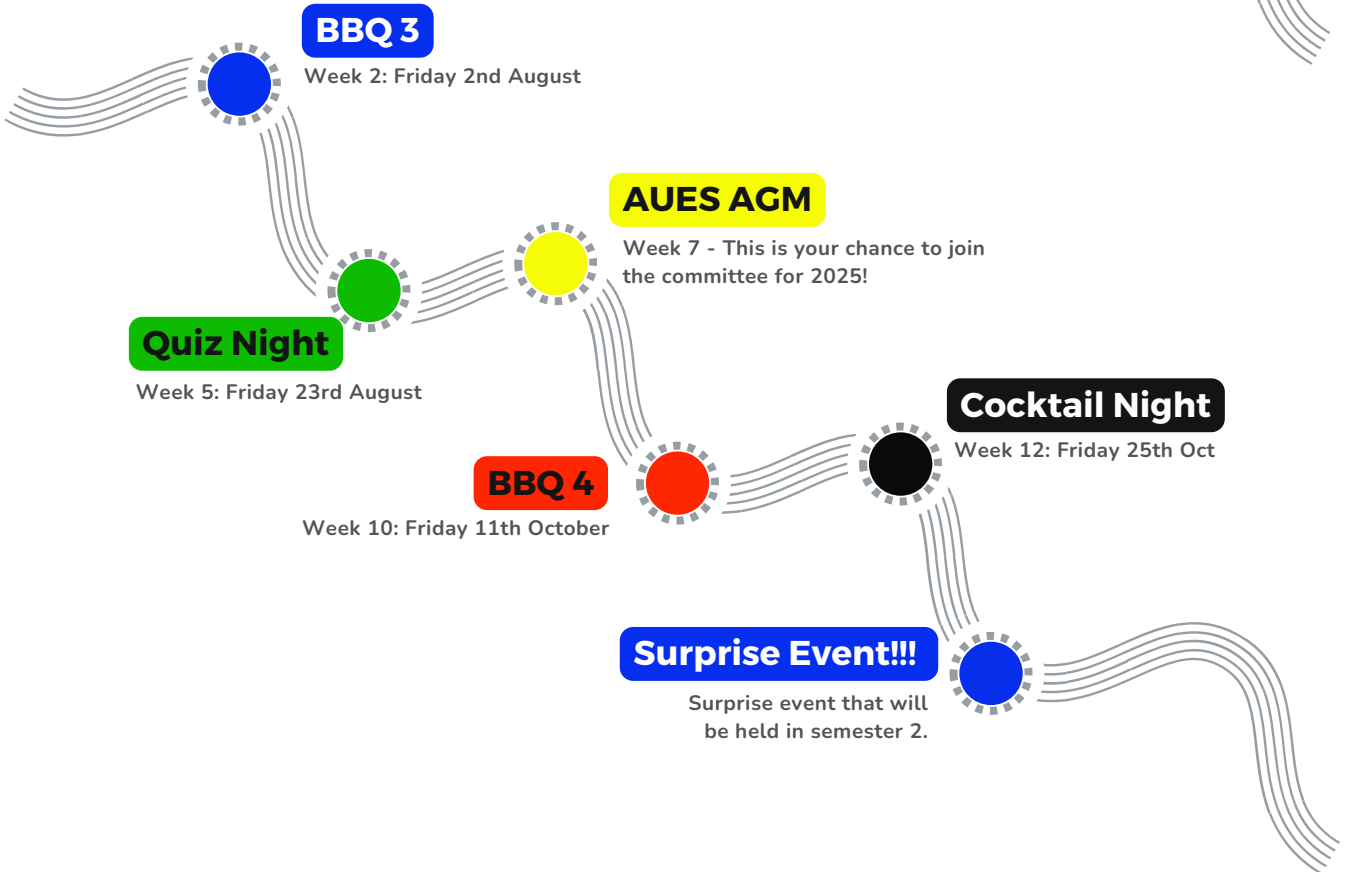 BBQ 3
Week 2: Friday 2nd August
AUES AGM
Week 7 - This is your chance to join
the committee for 2025!
Quiz Night
Week 5: Friday 23rd August
Cocktail Night
Week 12: Friday 25th Oct
BBQ 4
Week 10: Friday 11th October
Surprise Event!!!
Surprise event that will
be held in semester 2.